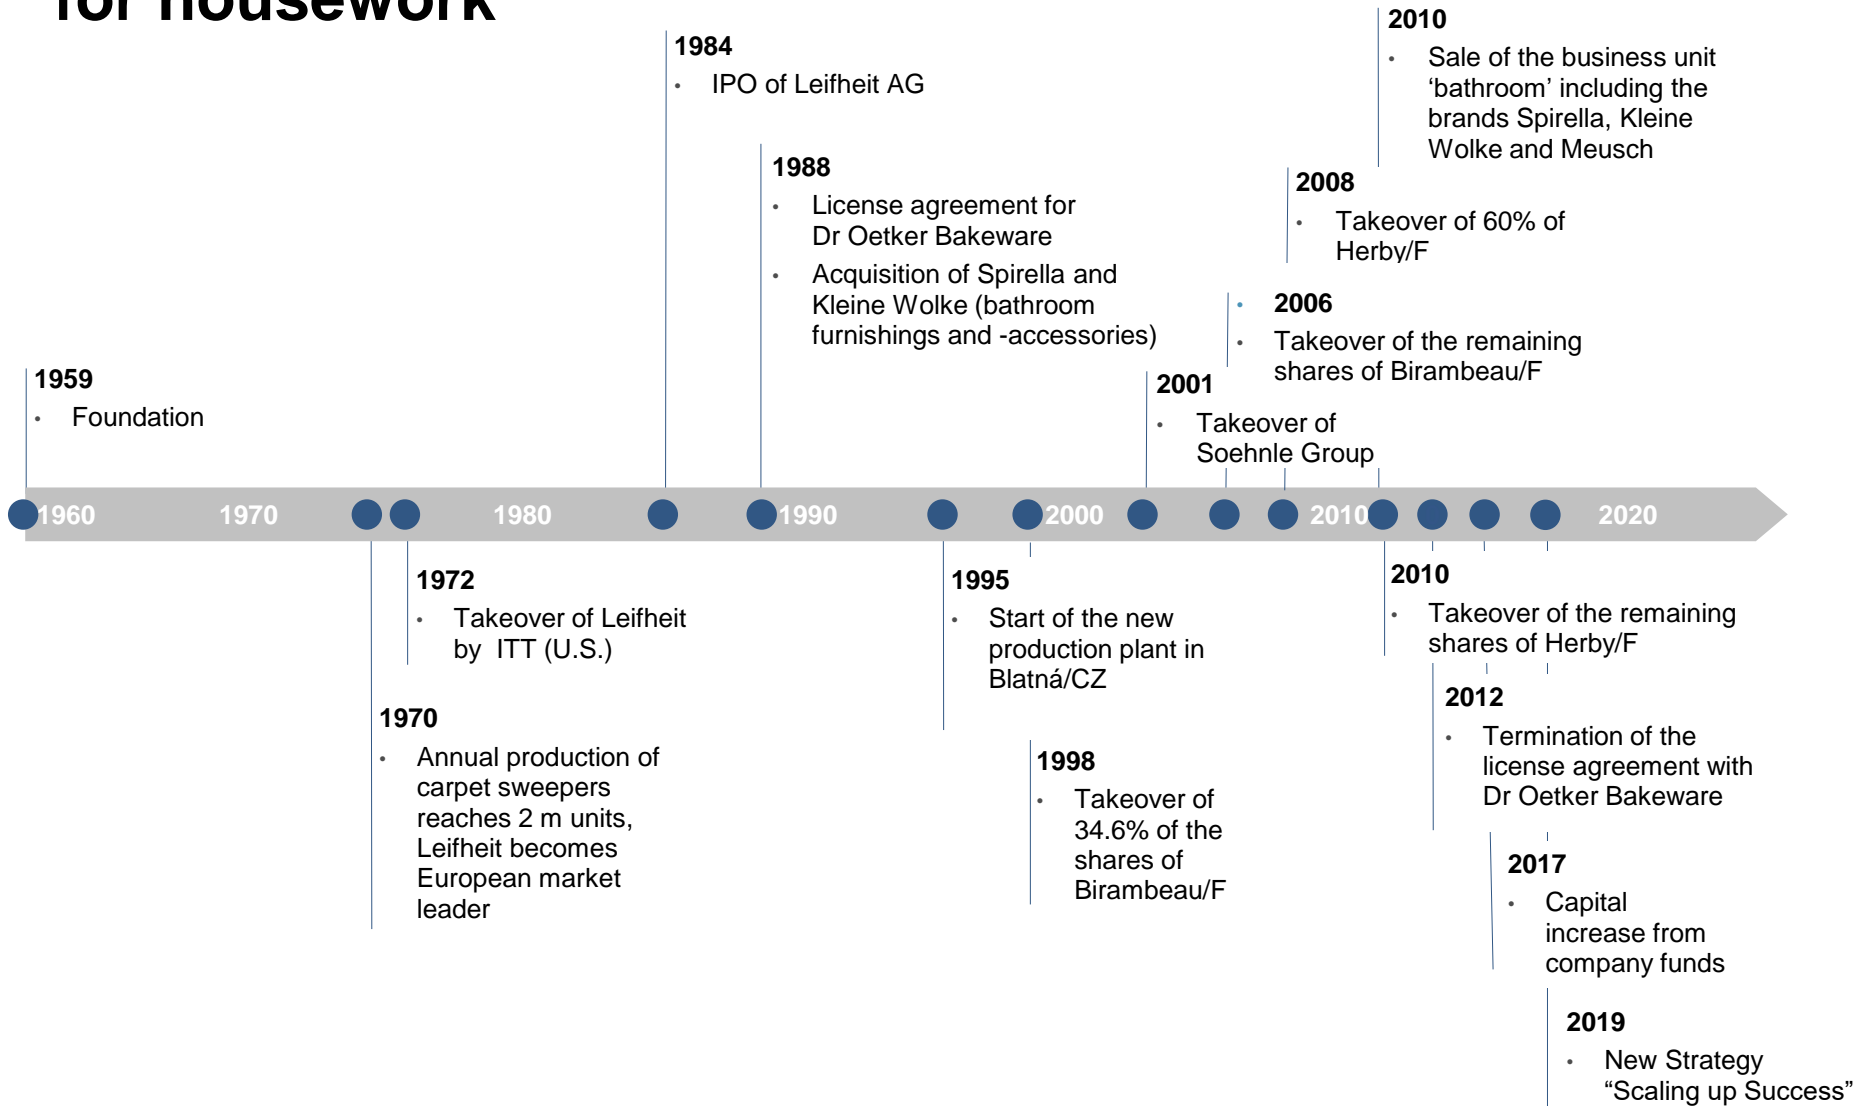 for housework
1984
• IPO of Leifheit AG
1988
• License agreement for
Dr Oetker Bakeware
• Acquisition of Spirella and
Kleine Wolke (bathroom
furnishings and -accessories)
2010
• Sale of the business unit
‘bathroom’ including the
brands Spirella, Kleine
Wolke and Meusch
2008
• Takeover of 60% of
Herby/F
• 2006
• Takeover of the remaining
shares of Birambeau/F
2001
• Takeover of
Soehnle Group
1959
• Foundation
1960 1970 1980 1990 2000 2010 2020
1972
• Takeover of Leifheit
by  ITT (U.S.)
1970
• Annual production of
carpet sweepers
reaches 2 m units,
Leifheit becomes
European market
leader
1995
• Start of the new
production plant in
Blatná/CZ
1998
• Takeover of
34.6% of the
shares of
Birambeau/F
2010
• Takeover of the remaining
shares of Herby/F
2012
• Termination of the
license agreement with
Dr Oetker Bakeware
2017
• Capital
increase from
company funds
2019
• New Strategy
“Scaling up Success”